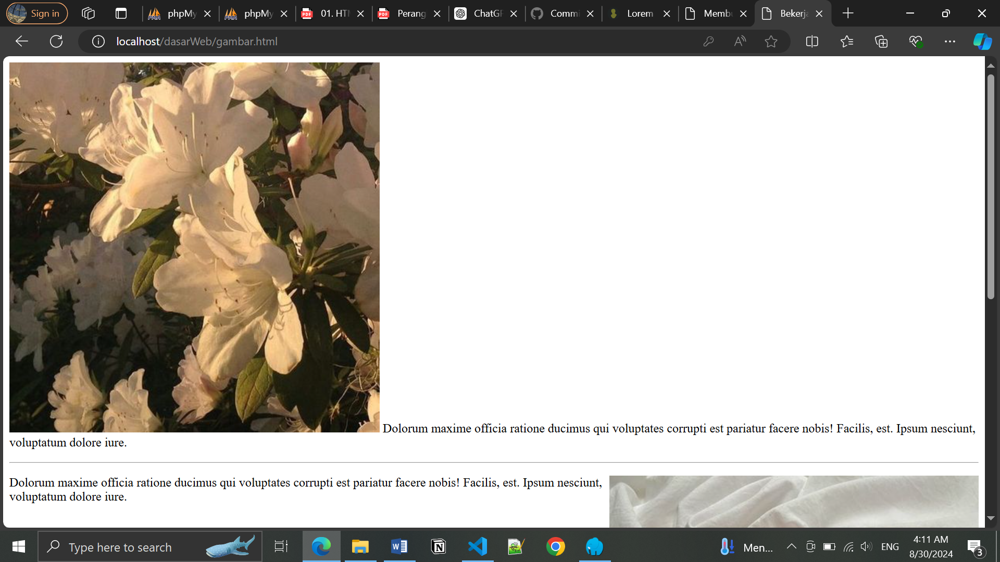 Sign in
phpMy
phpMy
01. HTM
Perang
ChatGP
Commi
Lorem
Membu
Bekerja
localhost/dasarWeb/gambar.html
Dolorum maxime officia ratione ducimus qui voluptates corrupti est pariatur facere nobis! Facilis, est. Ipsum nesciunt,
voluptatum dolore iure.
Dolorum maxime officia ratione ducimus qui voluptates corrupti est pariatur facere nobis! Facilis, est. Ipsum nesciunt,
voluptatum dolore iure.
Type here to search
Men...
ENG
4:11 AM
8/30/2024
3